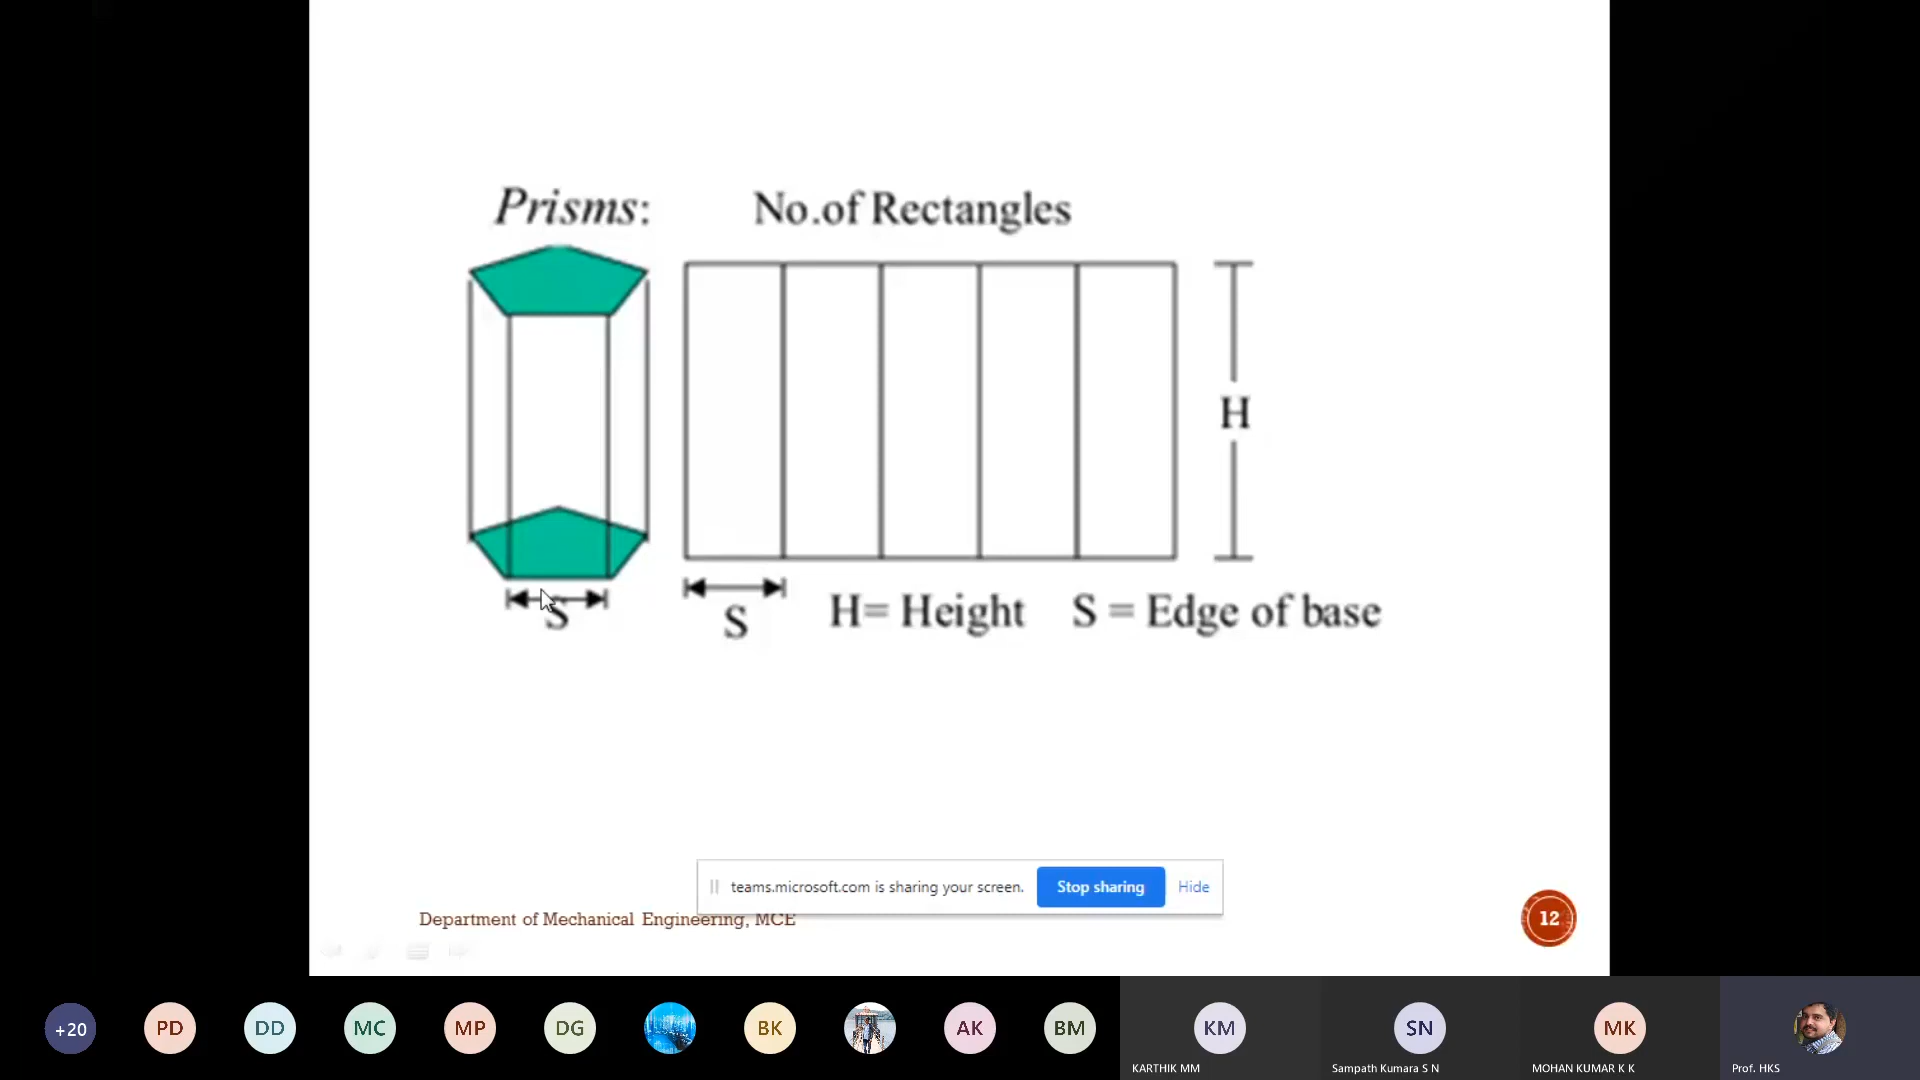 Prisms: No.of Rectangles
H
S
S
H= Height S = Edge of base
teams.microsoft.com is sharing your screen. Stop sharing Hide
Department of Mechanical Engineering, MCE
12
+20 PD DD MC MP DG BK AK BM KM SN MK
KARTHIK MM Sampath Kumara S N MOHAN KUMAR K K Prof. HKS